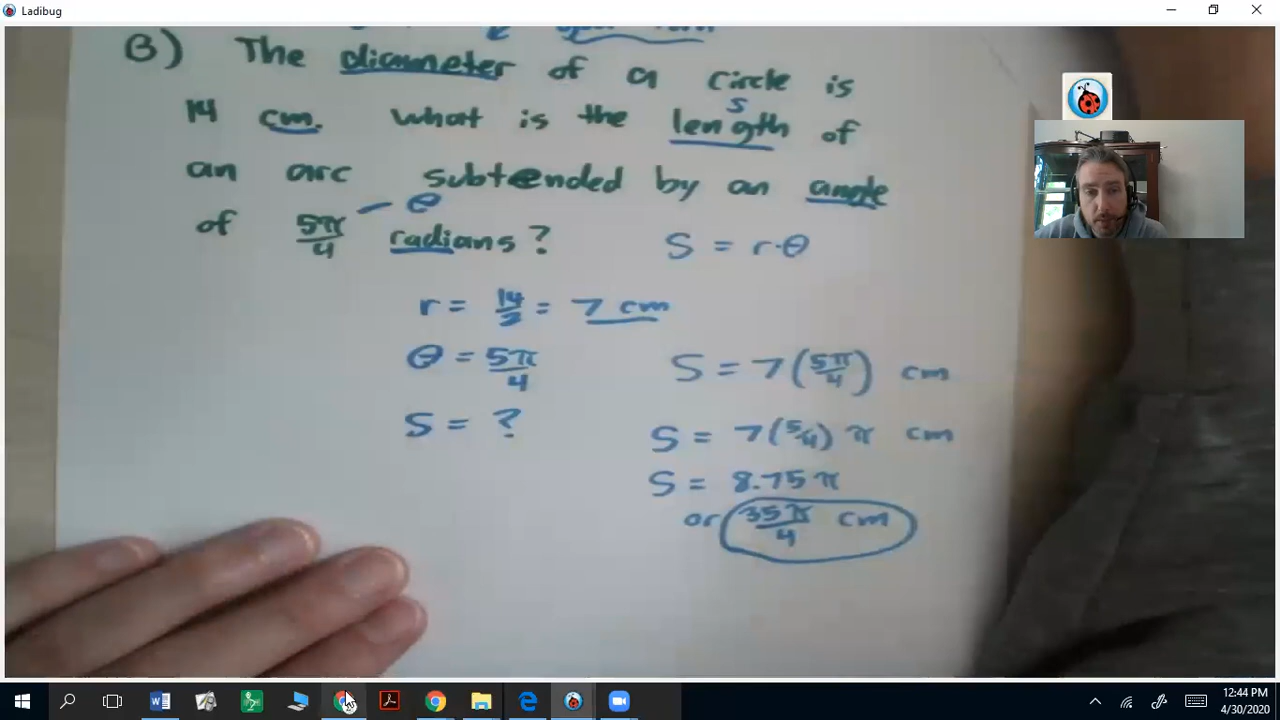 Ladibug
B) The diameter of a circle is
14 cm. What is the length of
s
an arc subtended by an angle
of 5π/4 radians?
θ
S = r·θ
r = 14/2 = 7 cm
θ = 5π/4
S = ?
S = 7(5π/4) cm
S = 7(5/4) π cm
S = 8.75π
or 35π/4 cm
12:44 PM
4/30/2020